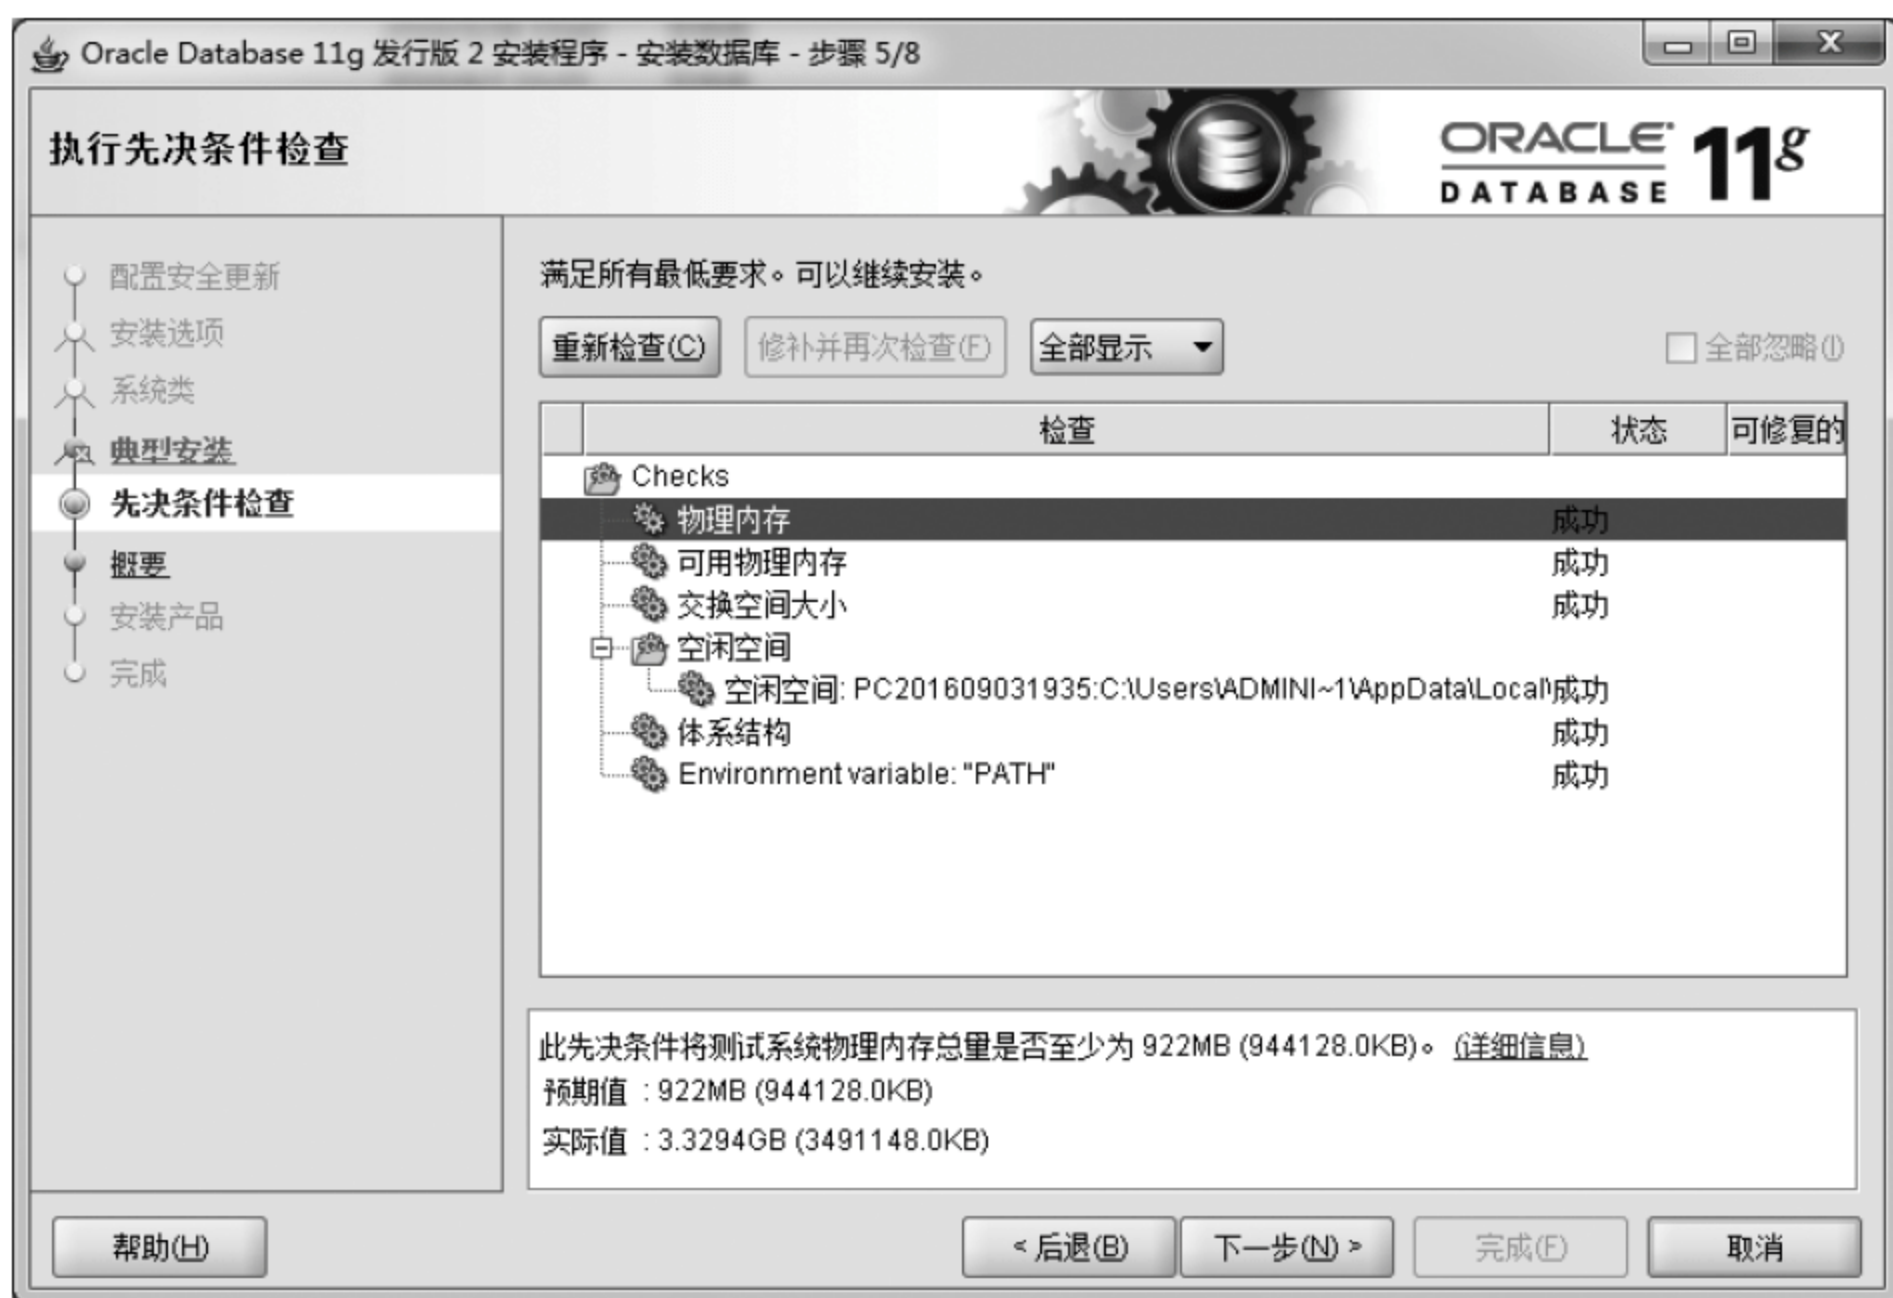 Oracle Database 11g 发行版 2 安装程序 - 安装数据库 - 步骤 5/8
执行先决条件检查
ORACLE
DATABASE 11g
配置安全更新
安装选项
系统类
典型安装
先决条件检查
概要
安装产品
完成
满足所有最低要求。可以继续安装。
重新检查(C) 修补并再次检查(F) 全部显示 全部忽略(I)
检查 状态 可修复的
Checks
物理内存 成功
可用物理内存 成功
交换空间大小 成功
空闲空间
空闲空间: PC201609031935:C:\Users\ADMINI~1\AppData\Local\ 成功
体系结构 成功
Environment variable: "PATH" 成功
此先决条件将测试系统物理内存总量是否至少为 922MB (944128.0KB)。 (详细信息)
预期值 : 922MB (944128.0KB)
实际值 : 3.3294GB (3491148.0KB)
帮助(H) < 后退(B) 下一步(N) > 完成(F) 取消